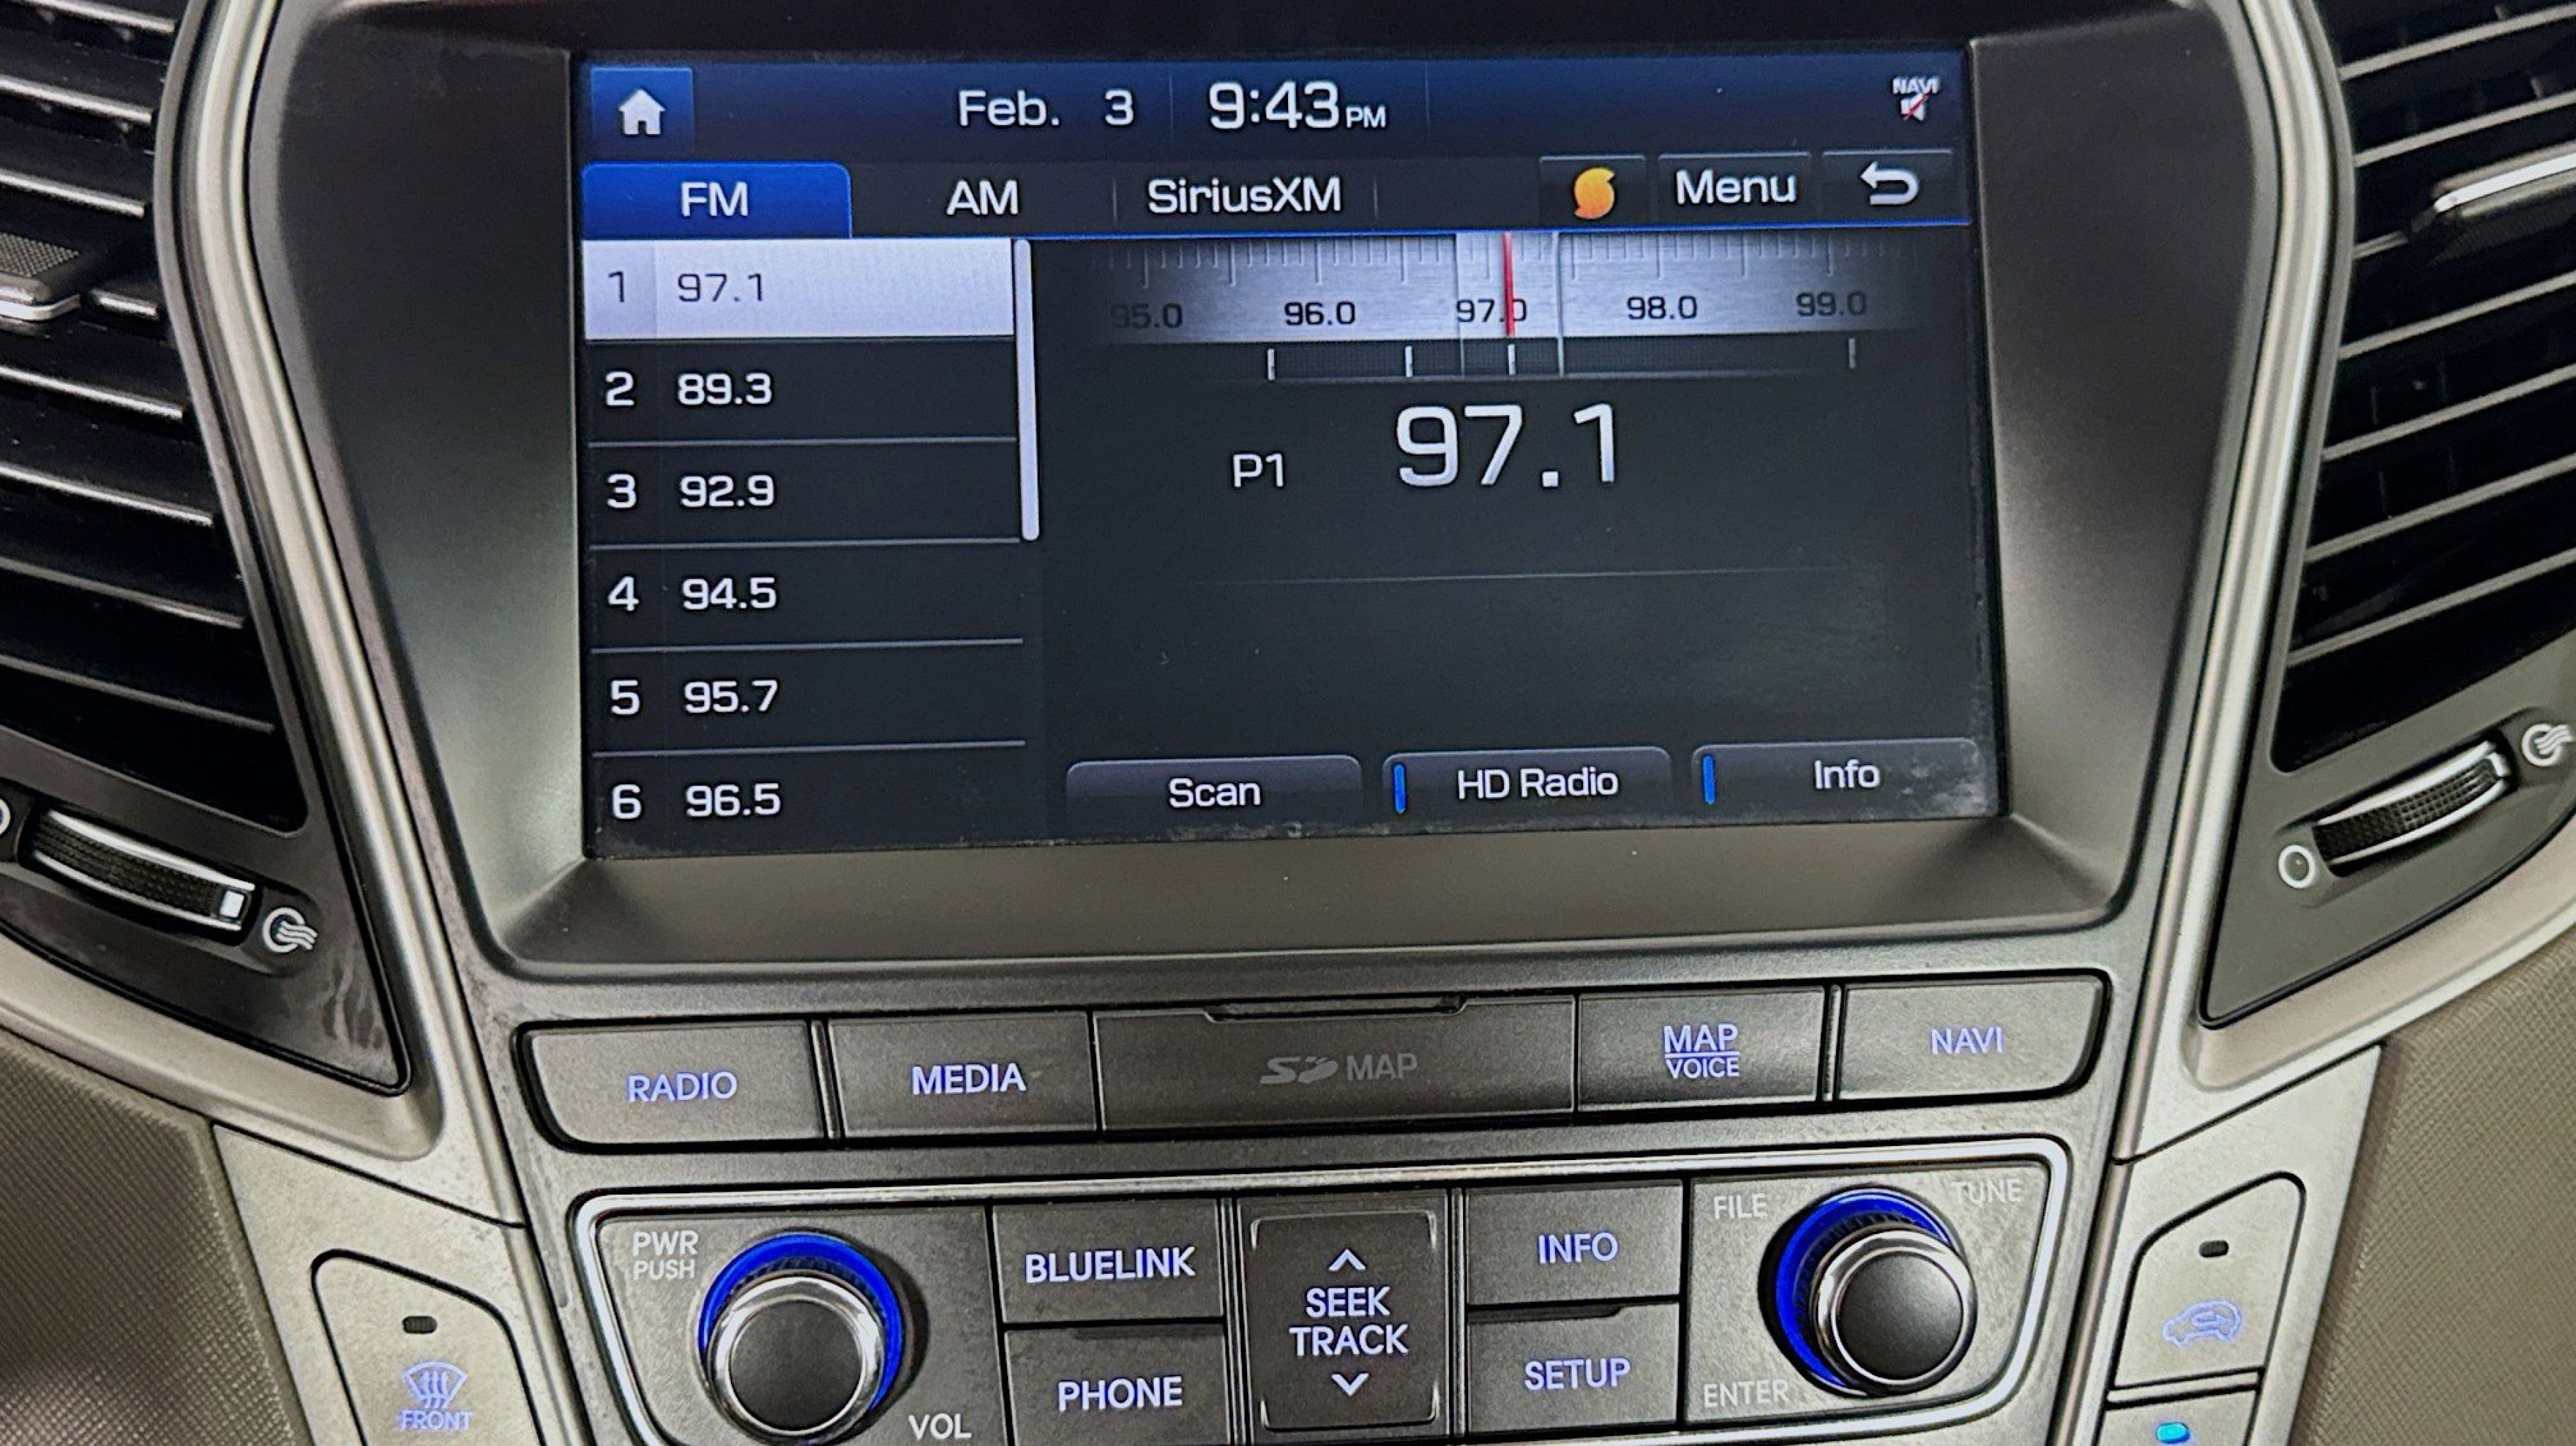 Feb. 3 9:43PM
NAVI
FM AM SiriusXM Menu
1 97.1
2 89.3
3 92.9
4 94.5
5 95.7
6 96.5
95.0 96.0 97.0 98.0 99.0
P1 97.1
Scan HD Radio Info
RADIO MEDIA SD MAP MAP
VOICE
NAVI
PWR
PUSH
VOL
BLUELINK
PHONE
SEEK
TRACK
INFO
SETUP
FILE
TUNE
ENTER
FRONT